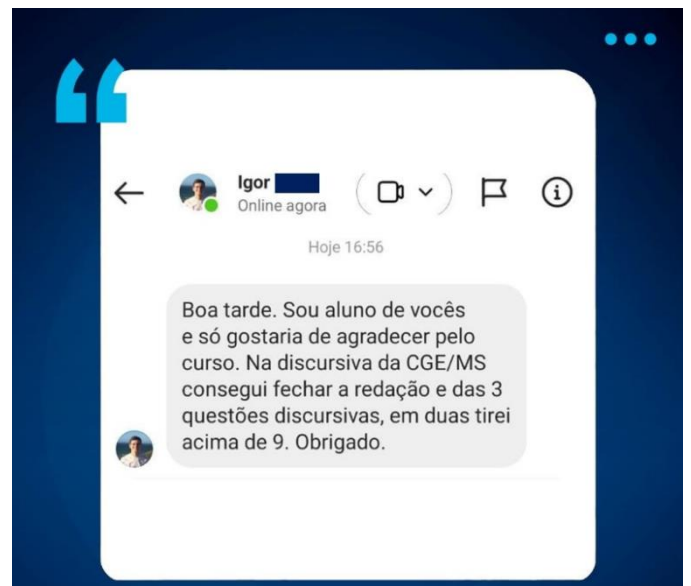 “
Igor
Online agora
Hoje 16:56
Boa tarde. Sou aluno de vocês
e só gostaria de agradecer pelo
curso. Na discursiva da CGE/MS
consegui fechar a redação e das 3
questões discursivas, em duas tirei
acima de 9. Obrigado.